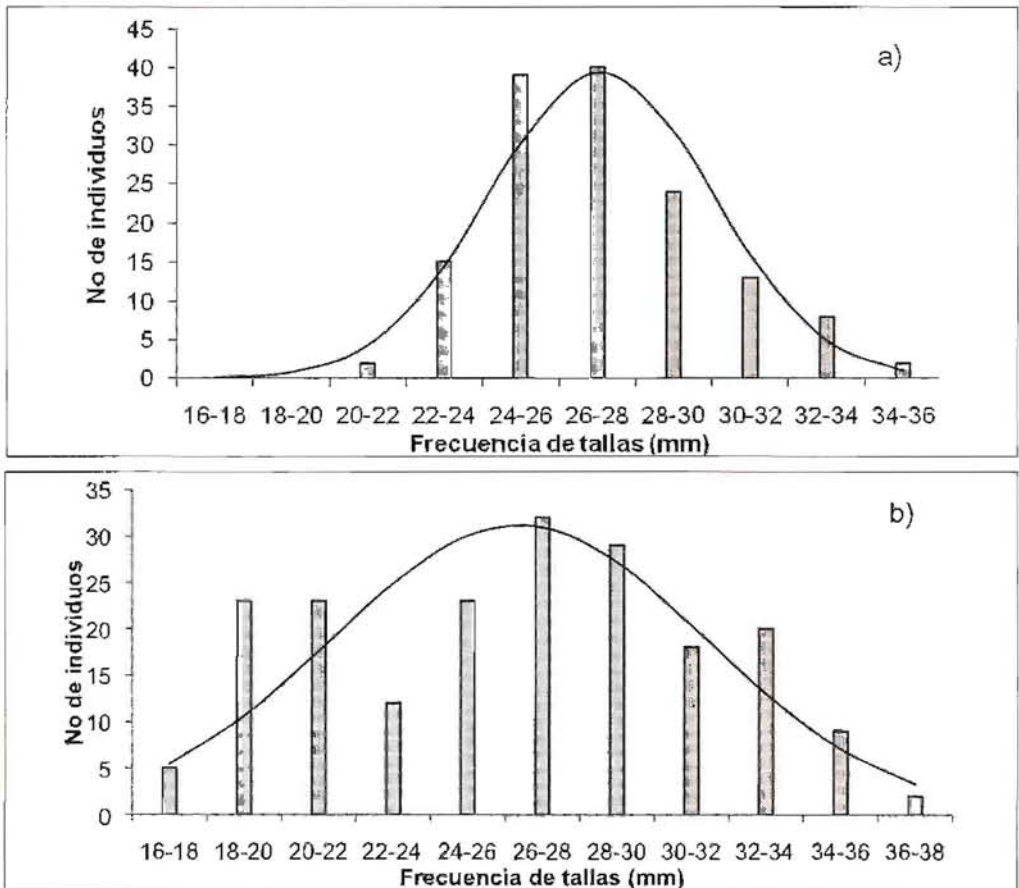 a)
45
40
35
30
25
20
15
10
5
0
No de individuos
16-18 18-20 20-22 22-24 24-26 26-28 28-30 30-32 32-34 34-36
Frecuencia de tallas (mm)
b)
35
30
25
20
15
10
5
0
No de individuos
16-18 18-20 20-22 22-24 24-26 26-28 28-30 30-32 32-34 34-36 36-38
Frecuencia de tallas (mm)